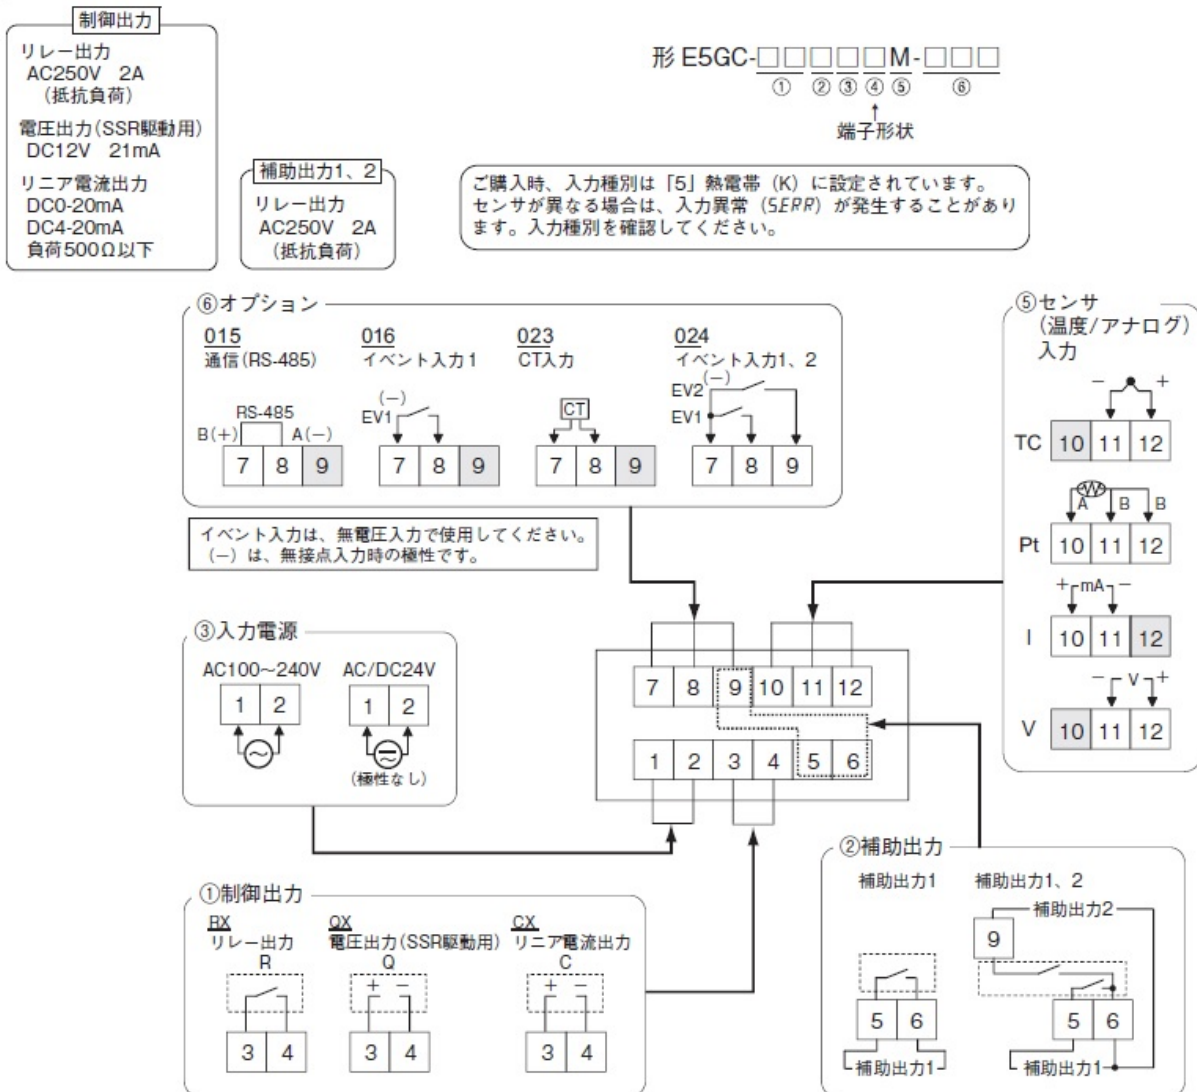 制御出力
リレー出力
AC250V 2A
(抵抗負荷)
電圧出力(SSR駆動用)
DC12V 21mA
リニア電流出力
DC0-20mA
DC4-20mA
負荷500Ω以下
補助出力1、2
リレー出力
AC250V 2A
(抵抗負荷)
形 E5GC-□□□□□M-□□□
① ② ③ ④ ⑤ ⑥
↑
端子形状
ご購入時、入力種別は「5」熱電帯(K)に設定されています。
センサが異なる場合は、入力異常(SERR)が発生することがあり
ます。入力種別を確認してください。
⑥オプション
015
通信(RS-485)
RS-485
B(+) A(-)
7 8 9
016
イベント入力1
(-)
EV1
7 8 9
023
CT入力
CT
7 8 9
024
イベント入力1、2
(-)
EV2
EV1
7 8 9
イベント入力は、無電圧入力で使用してください。
(-)は、無接点入力時の極性です。
⑤センサ
(温度/アナログ)
入力
- +
TC 10 11 12
A B B
Pt 10 11 12
+ mA -
I 10 11 12
- V +
V 10 11 12
③入力電源
AC100~240V
1 2
AC/DC24V
1 2
(極性なし)
7 8 9 10 11 12
1 2 3 4 5 6
①制御出力
RX
リレー出力
R
3 4
QX
電圧出力(SSR駆動用)
Q
+ -
3 4
CX
リニア電流出力
C
+ -
3 4
②補助出力
補助出力1
5 6
補助出力1
補助出力1、2
補助出力2
9
5 6
補助出力1